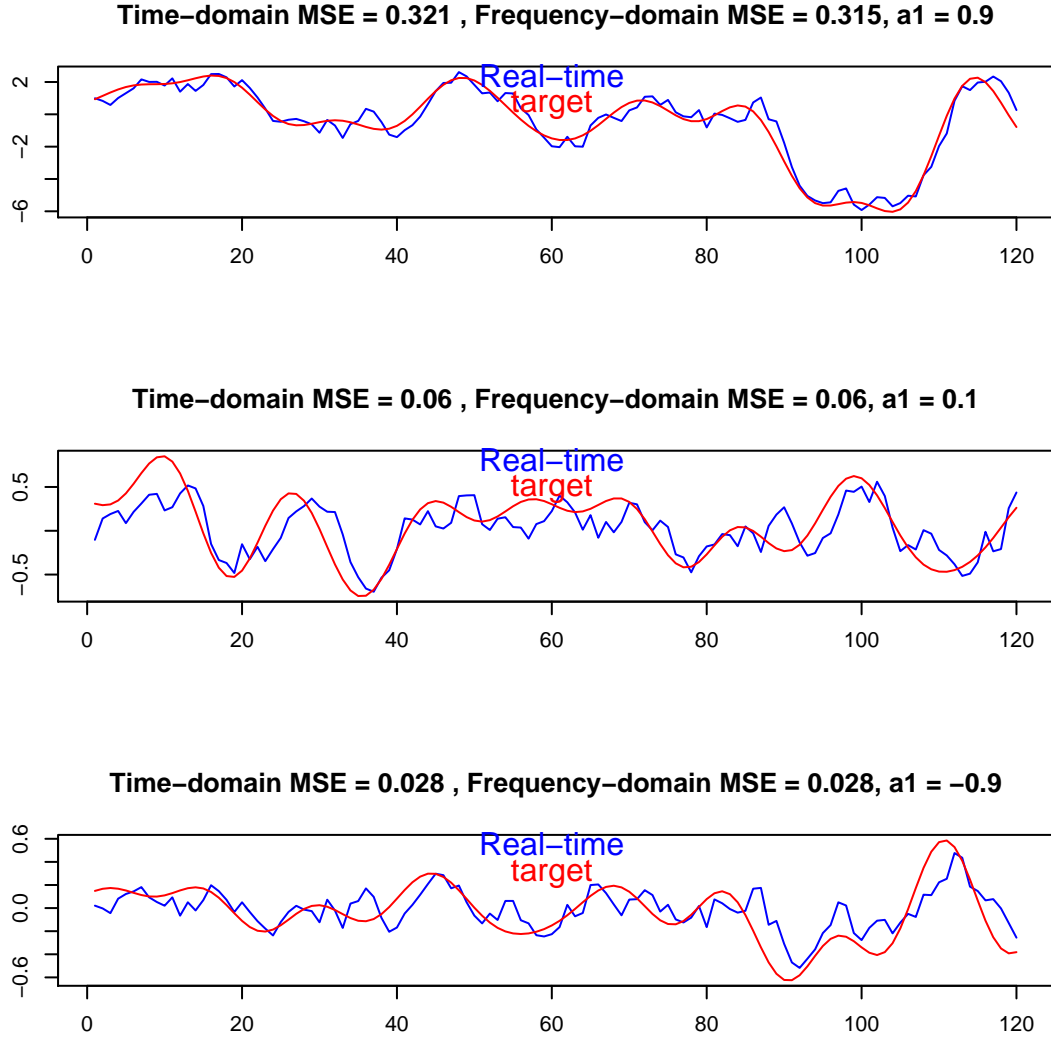 Time−domain MSE = 0.321 , Frequency−domain MSE = 0.315, a1 = 0.9
Real−time
target
2
−2
−6
0 20 40 60 80 100 120
Time−domain MSE = 0.06 , Frequency−domain MSE = 0.06, a1 = 0.1
Real−time
target
0.5
−0.5
0 20 40 60 80 100 120
Time−domain MSE = 0.028 , Frequency−domain MSE = 0.028, a1 = −0.9
Real−time
target
0.6
0.0
−0.6
0 20 40 60 80 100 120